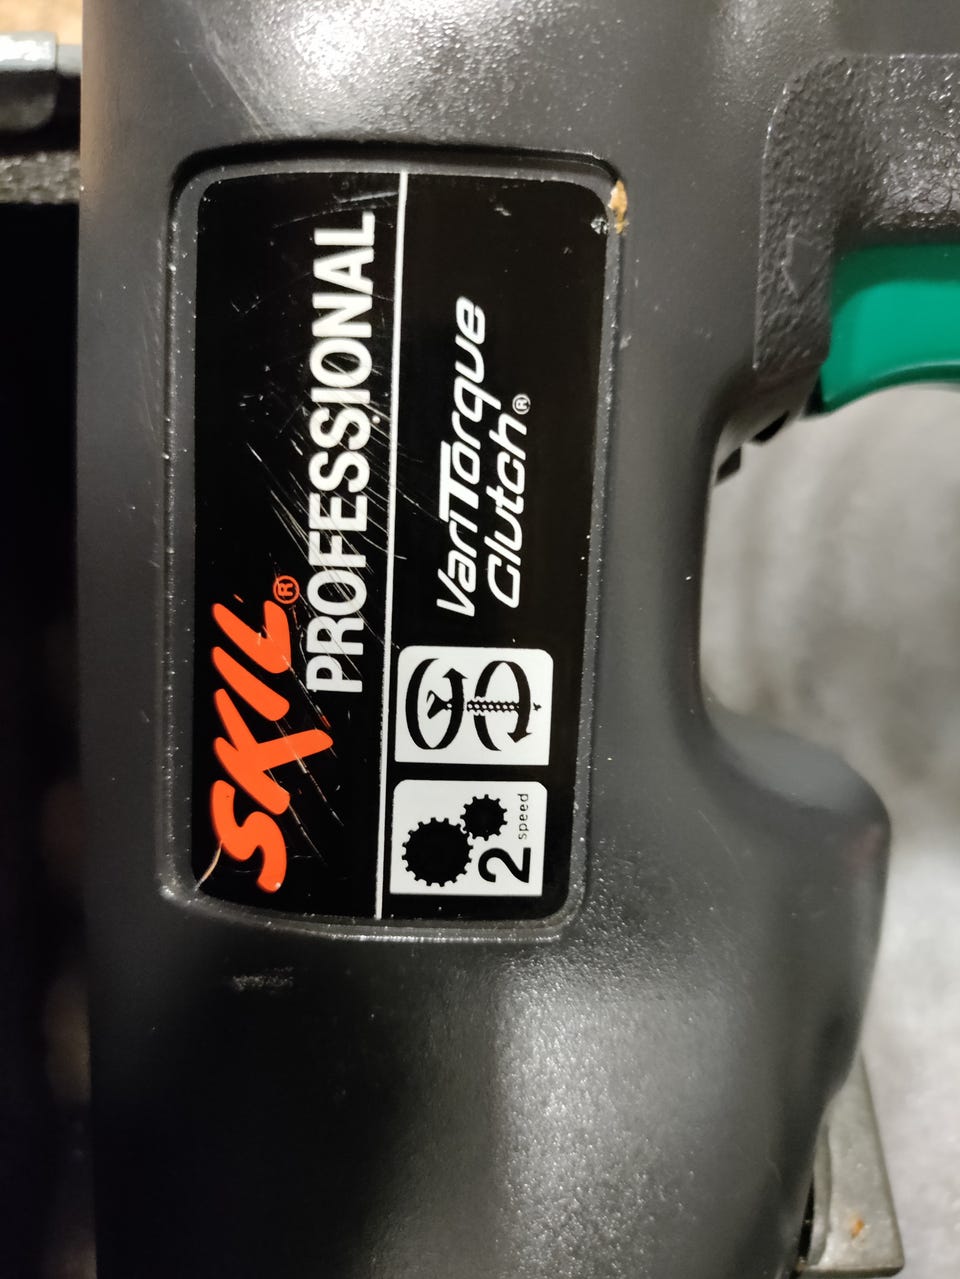 SKIL®
PROFESSIONAL
VariTorque
Clutch®
2 speed